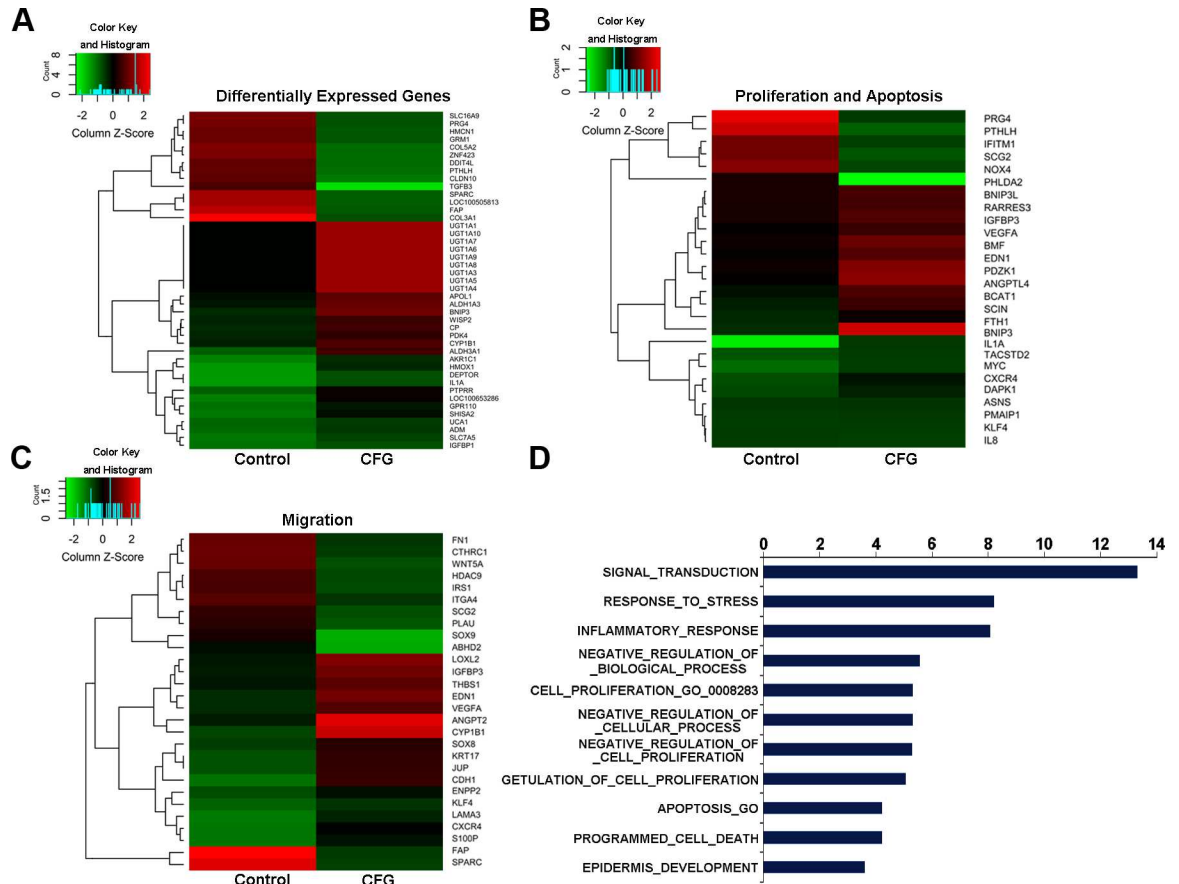 A
Color Key
and Histogram
Count
0 4 8
-2 0 2
Column Z-Score
Differentially Expressed Genes
SLC16A9
PRG4
HMCN1
GRM1
COL5A2
ZNF423
DDIT4L
PTHLH
CLDN10
TGFB3
SPARC
LOC100505813
FAP
COL3A1
UGT1A1
UGT1A10
UGT1A7
UGT1A6
UGT1A9
UGT1A8
UGT1A3
UGT1A5
UGT1A4
APOL1
ALDH1A3
BNIP3
WISP2
CP
PDK4
CYP1B1
ALDH3A1
AKR1C1
HMOX1
DEPTOR
IL1A
PTPRR
LOC100653286
GPR110
SHISA2
UCA1
ADM
SLC7A5
IGFBP1
Control CFG
B
Color Key
and Histogram
Count
0 1 2
-2 0 2
Column Z-Score
Proliferation and Apoptosis
PRG4
PTHLH
IFITM1
SCG2
NOX4
PHLDA2
BNIP3L
RARRES3
IGFBP3
VEGFA
BMF
EDN1
PDZK1
ANGPTL4
BCAT1
SCIN
FTH1
BNIP3
IL1A
TACSTD2
MYC
CXCR4
DAPK1
ASNS
PMAIP1
KLF4
IL8
Control CFG
C
Color Key
and Histogram
Count
0 1.5
-2 0 2
Column Z-Score
Migration
FN1
CTHRC1
WNT5A
HDAC9
IRS1
ITGA4
SCG2
PLAU
SOX9
ABHD2
LOXL2
IGFBP3
THBS1
EDN1
VEGFA
ANGPT2
CYP1B1
SOX8
KRT17
JUP
CDH1
ENPP2
KLF4
LAMA3
CXCR4
S100P
FAP
SPARC
Control CFG
D
0 2 4 6 8 10 12 14
SIGNAL_TRANSDUCTION
RESPONSE_TO_STRESS
INFLAMMATORY_RESPONSE
NEGATIVE_REGULATION_OF
_BIOLOGICAL_PROCESS
CELL_PROLIFERATION_GO_0008283
NEGATIVE_REGULATION_OF
_CELLULAR_PROCESS
NEGATIVE_REGULATION_OF
_CELL_PROLIFERATION
GETULATION_OF_CELL_PROLIFERATION
APOPTOSIS_GO
PROGRAMMED_CELL_DEATH
EPIDERMIS_DEVELOPMENT